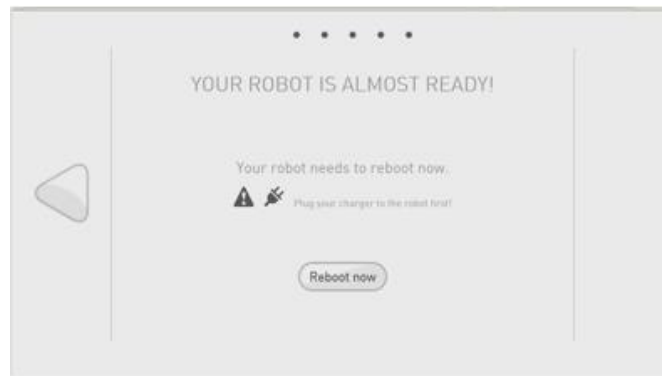 YOUR ROBOT IS ALMOST READY!
Your robot needs to reboot now.
Plug your charger to the robot first!
Reboot now